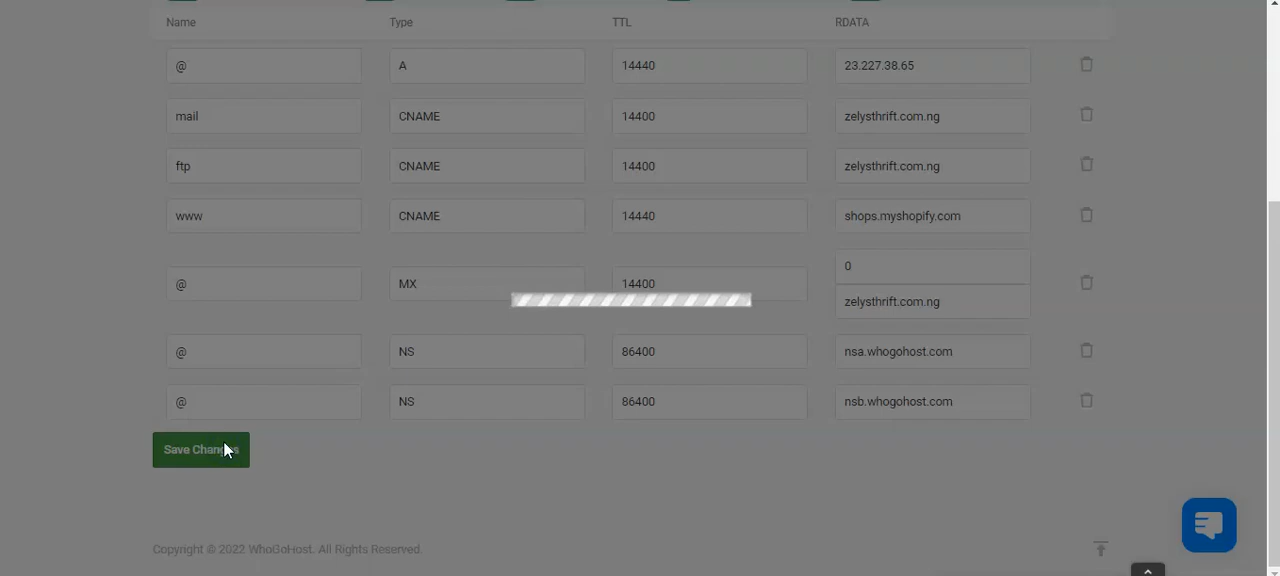 Name Type TTL RDATA
@ A 14440 23.227.38.65
mail CNAME 14400 zelysthrift.com.ng
ftp CNAME 14400 zelysthrift.com.ng
www CNAME 14440 shops.myshopify.com
0
@ MX 14400
zelysthrift.com.ng
@ NS 86400 nsa.whogohost.com
@ NS 86400 nsb.whogohost.com
Save Changes
Copyright © 2022 WhoGoHost. All Rights Reserved.